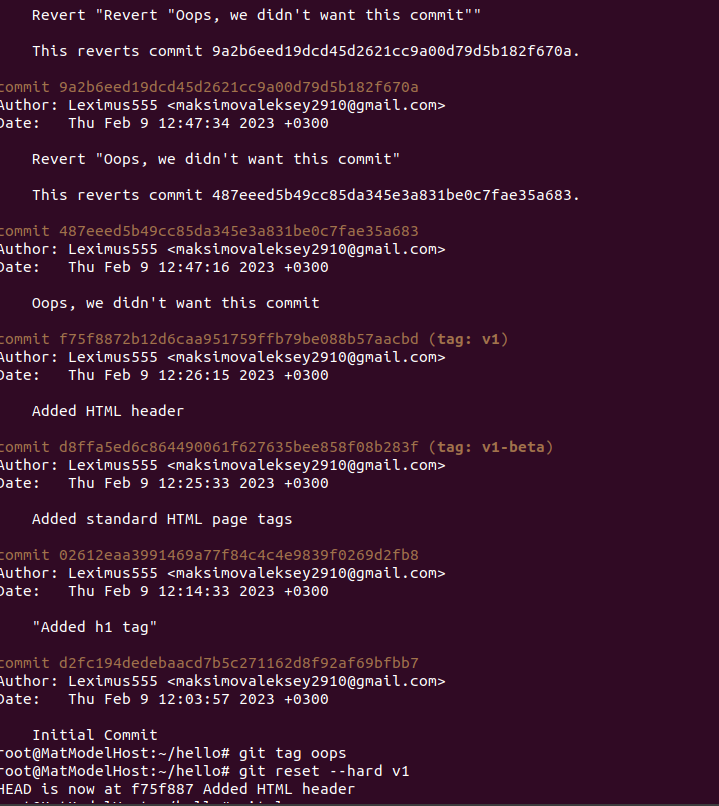 Revert "Revert "Oops, we didn't want this commit""
This reverts commit 9a2b6eed19dcd45d2621cc9a00d79d5b182f670a.
commit 9a2b6eed19dcd45d2621cc9a00d79d5b182f670a
Author: Leximus555 <maksimovaleksey2910@gmail.com>
Date:   Thu Feb 9 12:47:34 2023 +0300
Revert "Oops, we didn't want this commit"
This reverts commit 487eeed5b49cc85da345e3a831be0c7fae35a683.
commit 487eeed5b49cc85da345e3a831be0c7fae35a683
Author: Leximus555 <maksimovaleksey2910@gmail.com>
Date:   Thu Feb 9 12:47:16 2023 +0300
Oops, we didn't want this commit
commit f75f8872b12d6caa951759ffb79be088b57aacbd (tag: v1)
Author: Leximus555 <maksimovaleksey2910@gmail.com>
Date:   Thu Feb 9 12:26:15 2023 +0300
Added HTML header
commit d8ffa5ed6c864490061f627635bee858f08b283f (tag: v1-beta)
Author: Leximus555 <maksimovaleksey2910@gmail.com>
Date:   Thu Feb 9 12:25:33 2023 +0300
Added standard HTML page tags
commit 02612eaa3991469a77f84c4c4e9839f0269d2fb8
Author: Leximus555 <maksimovaleksey2910@gmail.com>
Date:   Thu Feb 9 12:14:33 2023 +0300
"Added h1 tag"
commit d2fc194dedebaacd7b5c271162d8f92af69bfbb7
Author: Leximus555 <maksimovaleksey2910@gmail.com>
Date:   Thu Feb 9 12:03:57 2023 +0300
Initial Commit
root@MatModelHost:~/hello# git tag oops
root@MatModelHost:~/hello# git reset --hard v1
HEAD is now at f75f887 Added HTML header